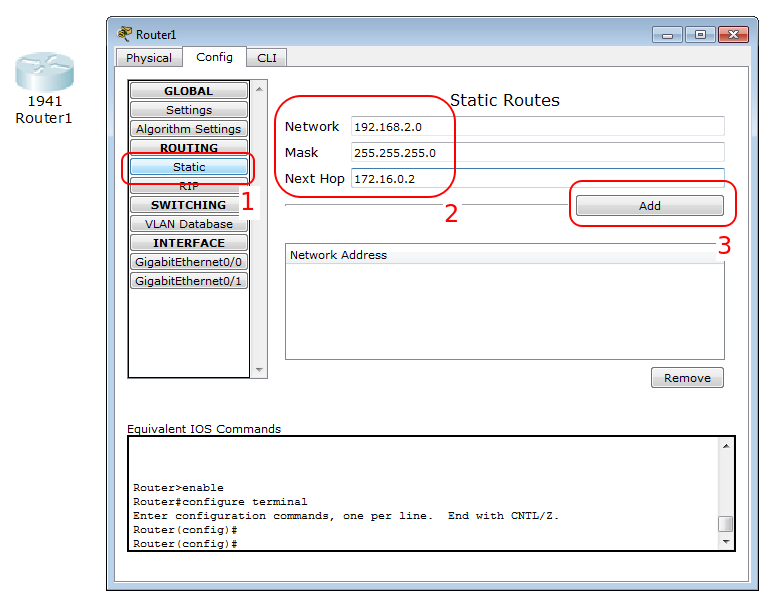 1941
Router1
Router1
Physical Config CLI
GLOBAL
Settings
Algorithm Settings
ROUTING
Static
RIP
SWITCHING
VLAN Database
INTERFACE
GigabitEthernet0/0
GigabitEthernet0/1
1
Static Routes
Network 192.168.2.0
Mask 255.255.255.0
Next Hop 172.16.0.2
2
Add
3
Network Address
Remove
Equivalent IOS Commands
Router>enable
Router#configure terminal
Enter configuration commands, one per line. End with CNTL/Z.
Router(config)#
Router(config)#